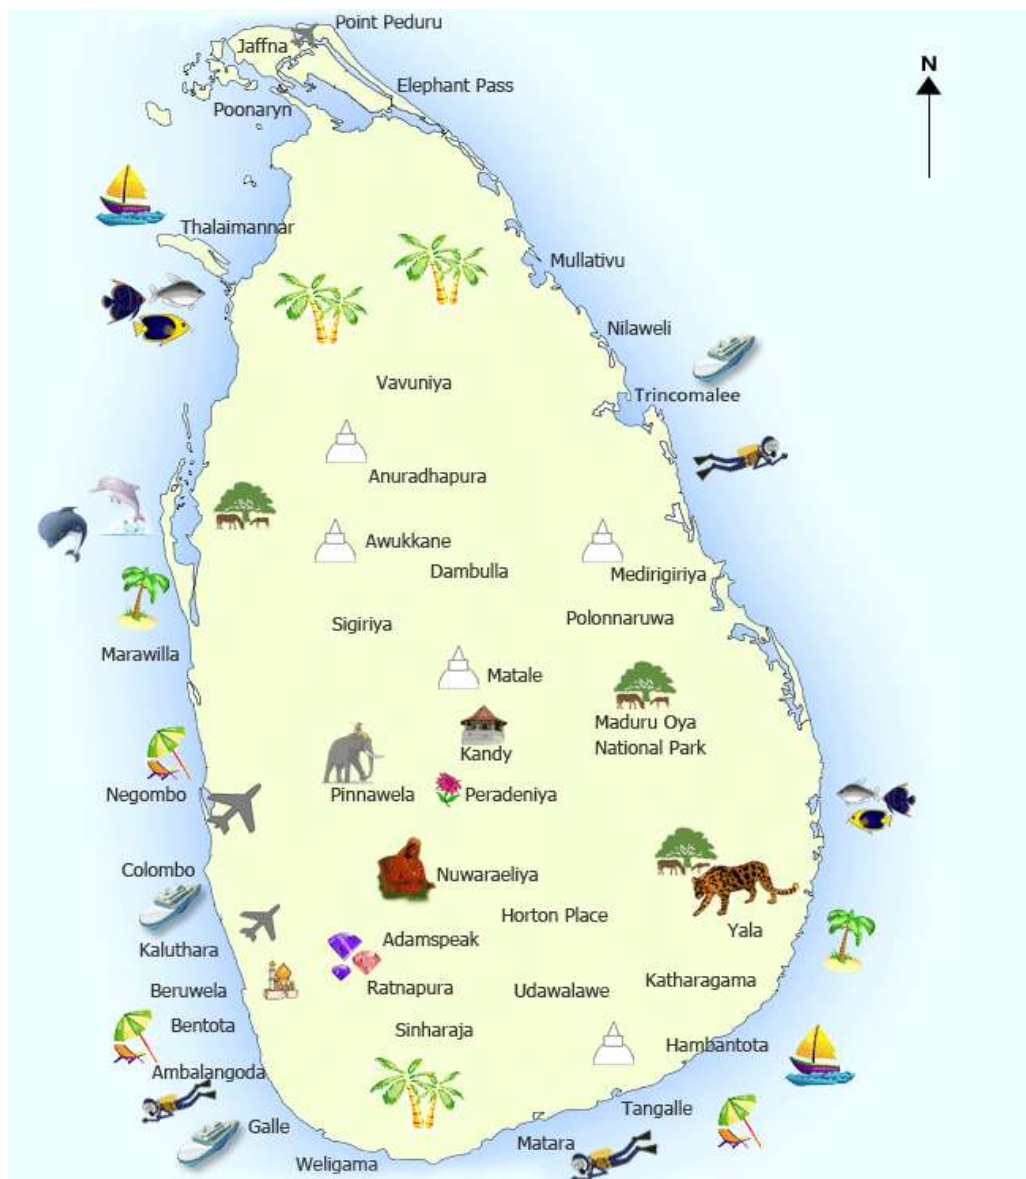 Point Peduru
N
Jaffna
Elephant Pass
Poonaryn
Thalaimannar
Mullativu
Nilaweli
Vavuniya
Trincomalee
Anuradhapura
Awukkane
Dambulla
Medirigiriya
Sigiriya
Polonnaruwa
Marawilla
Matale
Maduru Oya
National Park
Kandy
Negombo
Pinnawela
Peradeniya
Colombo
Nuwaraeliya
Horton Place
Yala
Kaluthara
Adamspeak
Katharagama
Beruwela
Ratnapura
Udawalawe
Bentota
Sinharaja
Hambantota
Ambalangoda
Tangalle
Galle
Matara
Weligama